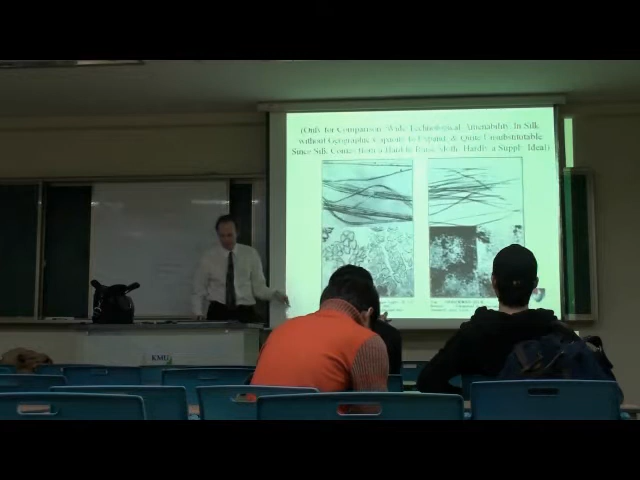 (Only for Comparison: Wide Technological Amenability In Silk
without Geographic Capacity to Expand, & Quite Unsubstitutable
Since Silk Comes from a Hard to Raise Moth, Hardly a Supply Ideal)
KMU